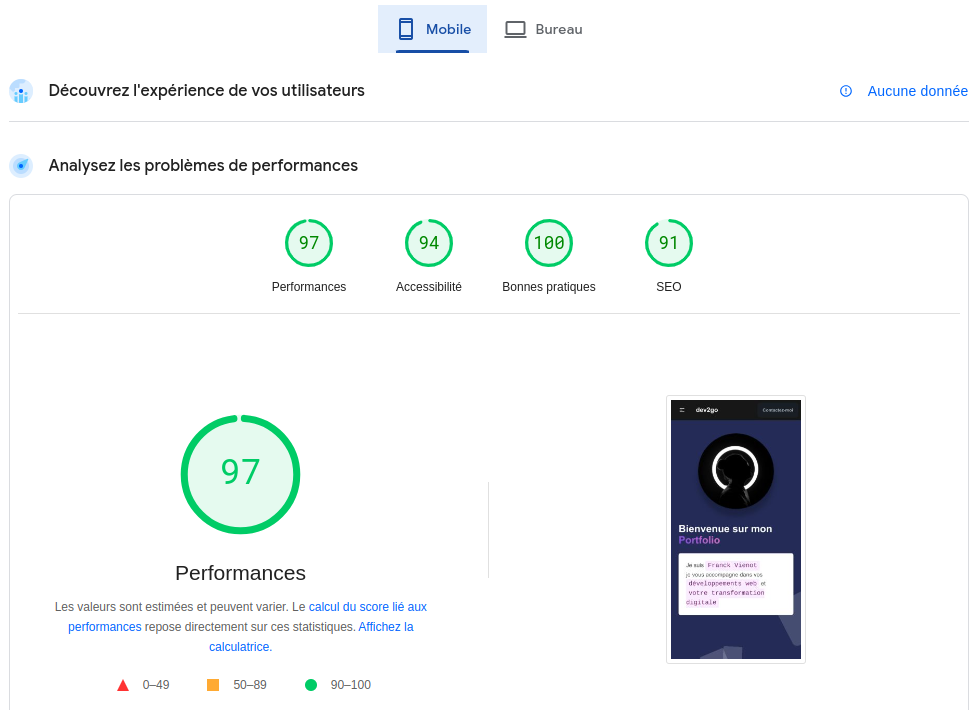 Mobile
Bureau
Découvrez l'expérience de vos utilisateurs
Aucune donnée
Analysez les problèmes de performances
97
94
100
91
Performances
Accessibilité
Bonnes pratiques
SEO
97
Performances
Les valeurs sont estimées et peuvent varier. Le calcul du score lié aux
performances repose directement sur ces statistiques. Affichez la
calculatrice.
0–49
50–89
90–100
dev2go
Contactez-moi
Bienvenue sur mon
Portfolio
Je suis Franck Vienot
je vous accompagne dans vos
développements web et
votre transformation
digitale